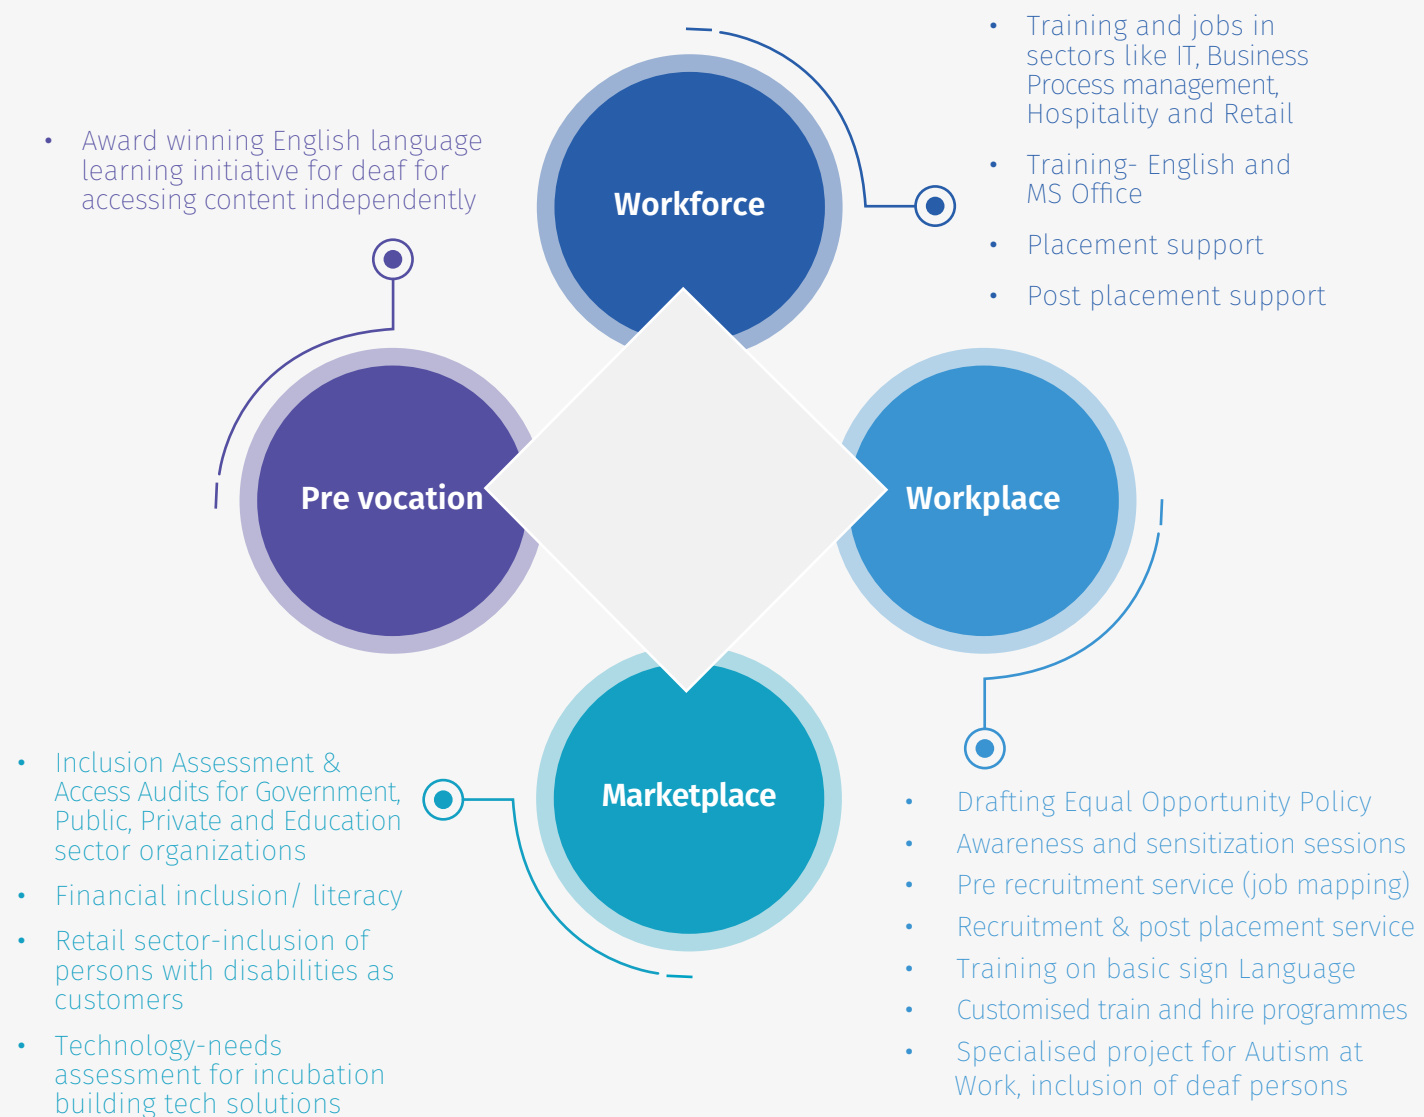 • Training and jobs in
sectors like IT, Business
Process management,
Hospitality and Retail
• Training- English and
MS Office
• Placement support
• Post placement support
• Award winning English language
learning initiative for deaf for
accessing content independently
Workforce
Pre vocation
Workplace
Marketplace
• Inclusion Assessment &
Access Audits for Government,
Public, Private and Education
sector organizations
• Financial inclusion/ literacy
• Retail sector-inclusion of
persons with disabilities as
customers
• Technology-needs
assessment for incubation
building tech solutions
• Drafting Equal Opportunity Policy
• Awareness and sensitization sessions
• Pre recruitment service (job mapping)
• Recruitment & post placement service
• Training on basic sign Language
• Customised train and hire programmes
• Specialised project for Autism at
Work, inclusion of deaf persons